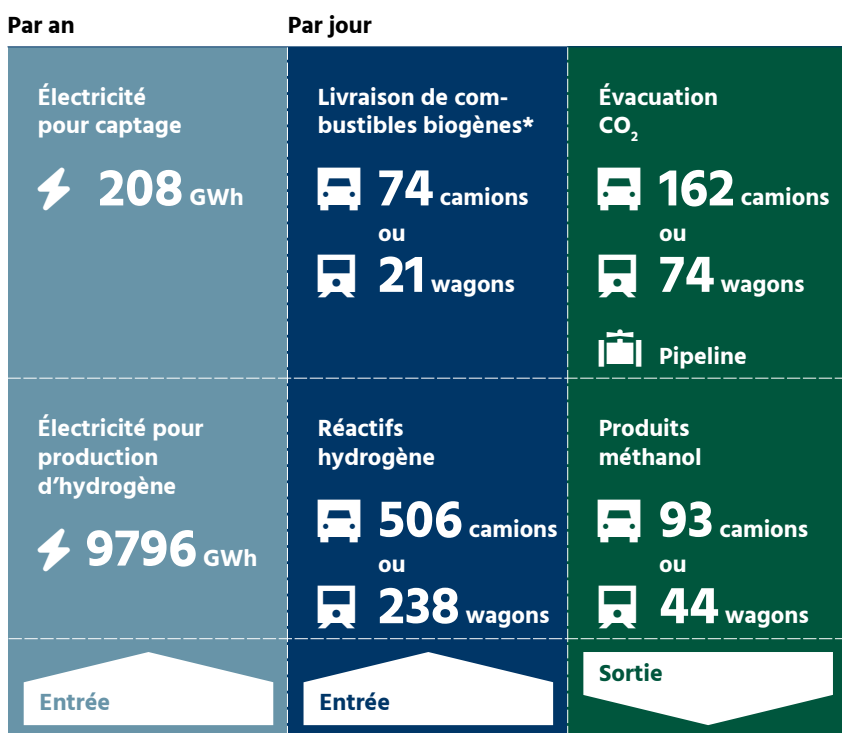 Par an
Par jour
Électricité
pour captage
208 GWh
Livraison de com-
bustibles biogènes*
74 camions
ou
21 wagons
Évacuation
CO₂
162 camions
ou
74 wagons
Pipeline
Électricité pour
production
d’hydrogène
9796 GWh
Réactifs
hydrogène
506 camions
ou
238 wagons
Produits
méthanol
93 camions
ou
44 wagons
Entrée
Entrée
Sortie